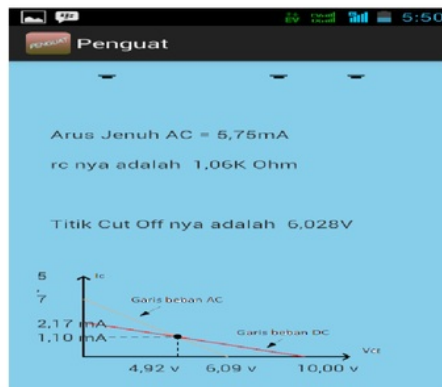 5:50
PENGUAT Penguat
Arus Jenuh AC = 5,75mA
rc nya adalah 1,06K Ohm
Titik Cut Off nya adalah 6,028V
5
,
7
Ic
Garis beban AC
2,17 mA
Garis beban DC
1,10 mA
Vce
4,92 v 6,09 v 10,00 v